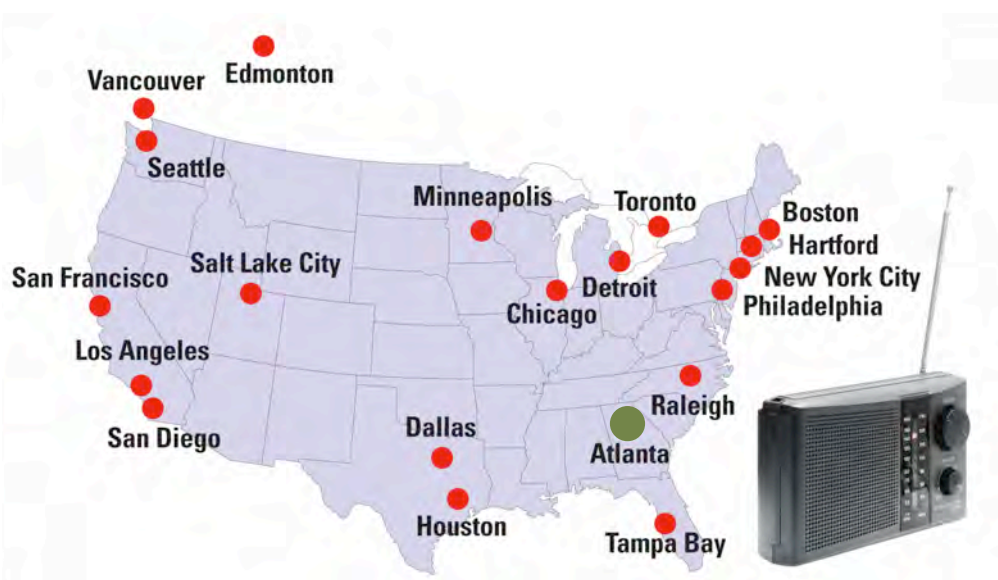 Edmonton
Vancouver
Seattle
Minneapolis
Toronto
Boston
Hartford
New York City
Philadelphia
Salt Lake City
San Francisco
Detroit
Chicago
Los Angeles
San Diego
Raleigh
Atlanta
Dallas
Houston
Tampa Bay